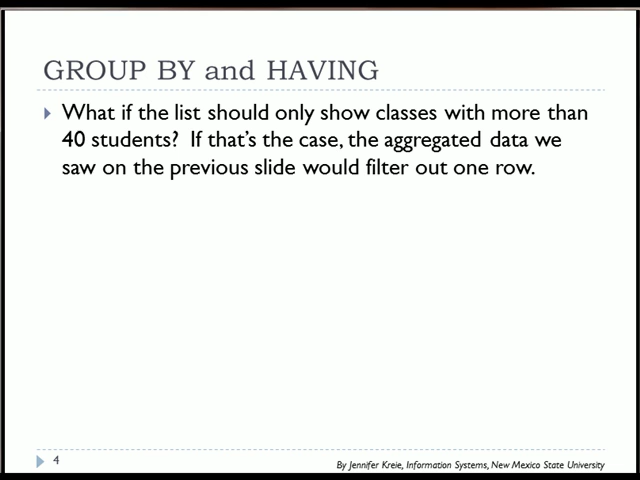 GROUP BY and HAVING
What if the list should only show classes with more than
40 students? If that's the case, the aggregated data we
saw on the previous slide would filter out one row.
4
By Jennifer Kreie, Information Systems, New Mexico State University